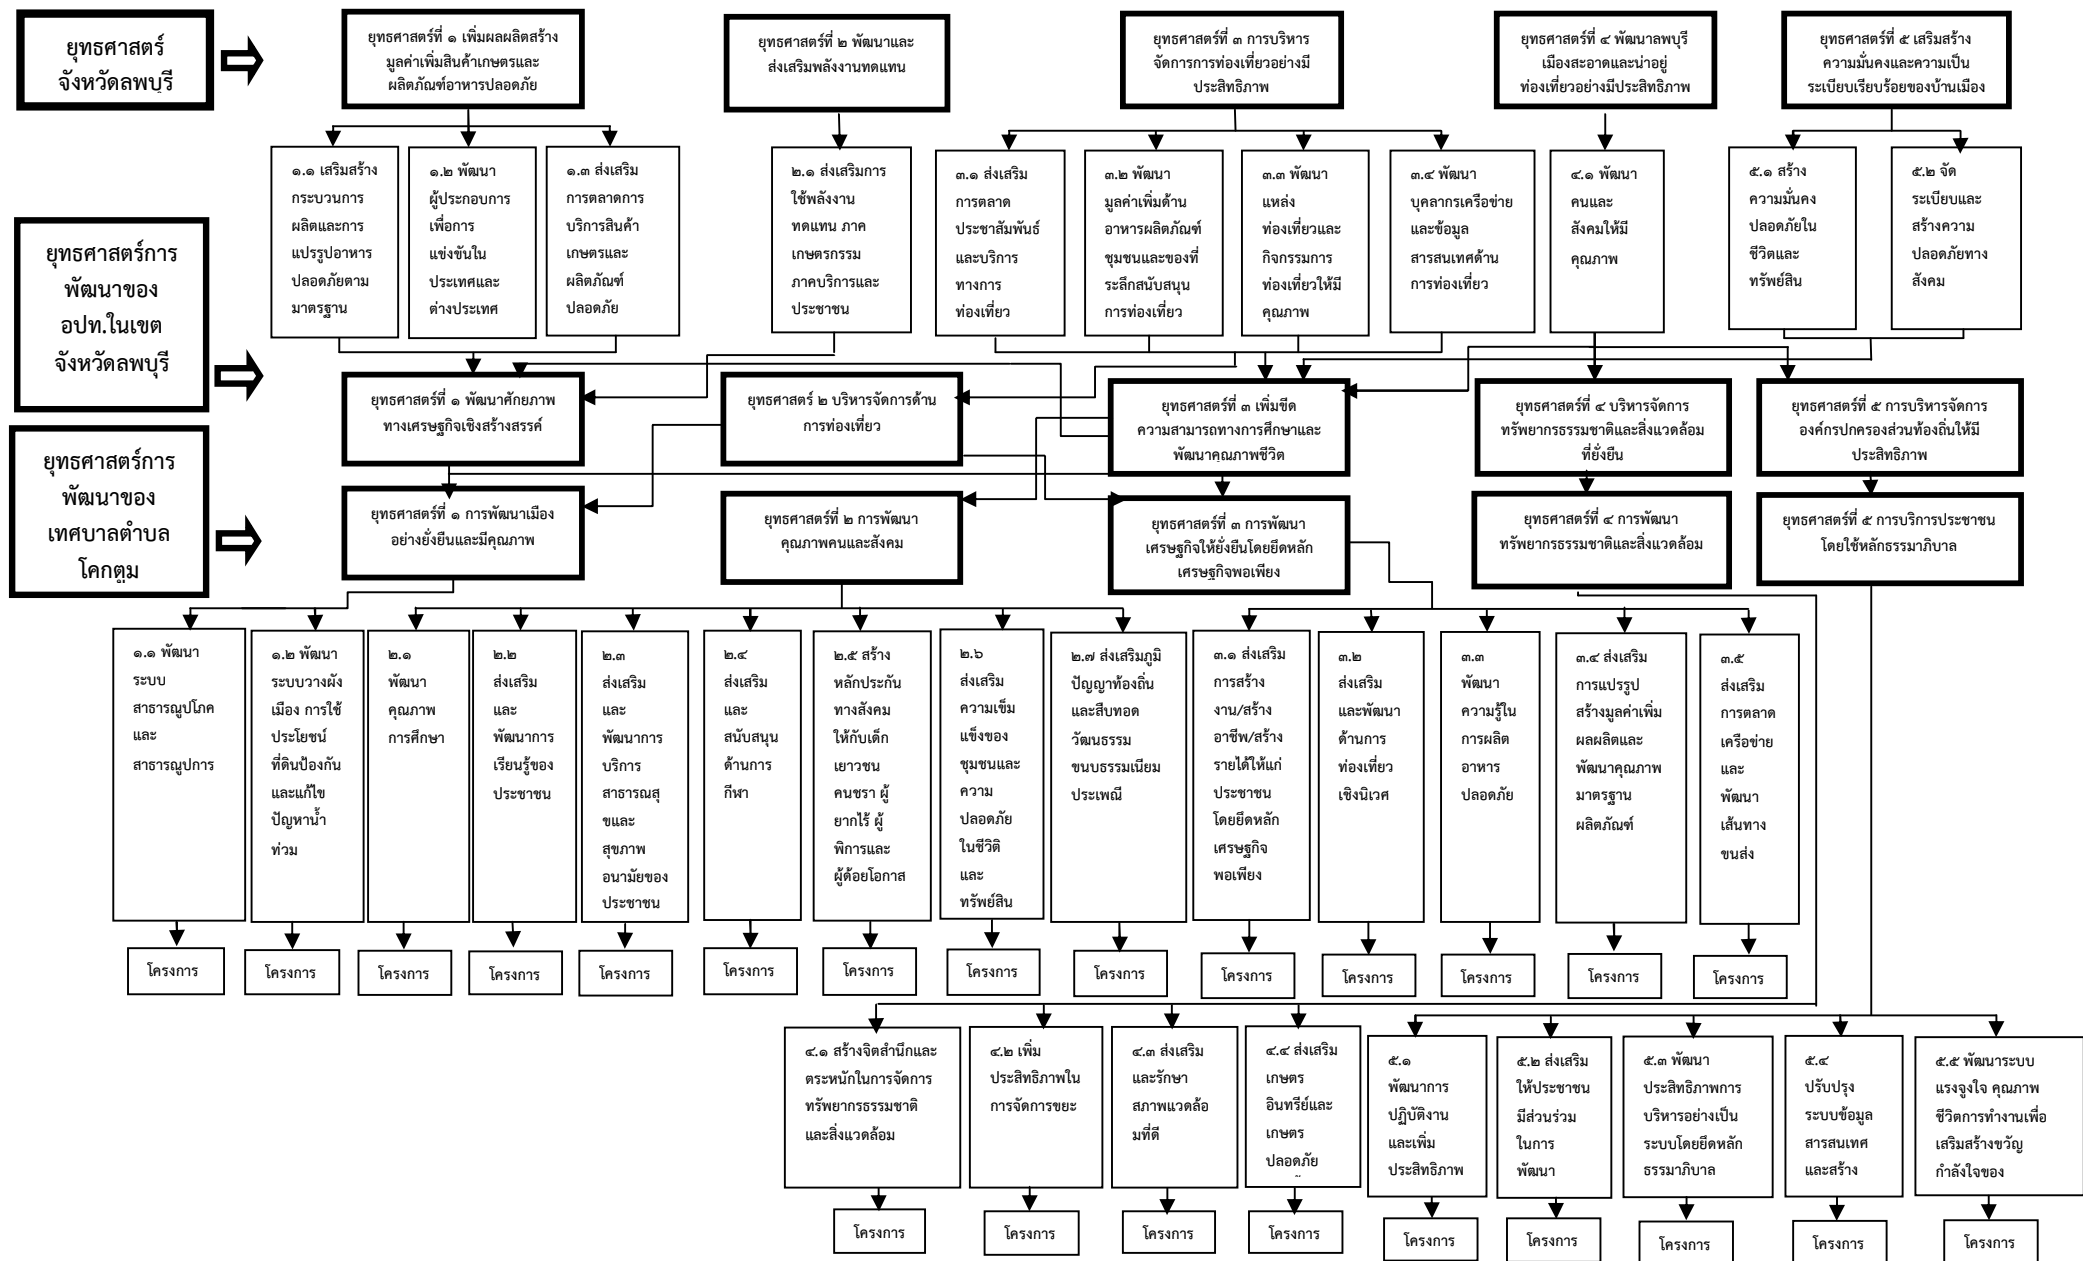 ยุทธศาสตร์
จังหวัดลพบุรี
ยุทธศาสตร์ที่ ๑ เพิ่มผลผลิตสร้าง
มูลค่าเพิ่มสินค้าเกษตรและ
ผลิตภัณฑ์อาหารปลอดภัย
ยุทธศาสตร์ที่ ๒ พัฒนาและ
ส่งเสริมพลังงานทดแทน
ยุทธศาสตร์ที่ ๓ การบริหาร
จัดการการท่องเที่ยวอย่างมี
ประสิทธิภาพ
ยุทธศาสตร์ที่ ๔ พัฒนาลพบุรี
เมืองสะอาดและน่าอยู่
ท่องเที่ยวอย่างมีประสิทธิภาพ
ยุทธศาสตร์ที่ ๕ เสริมสร้าง
ความมั่นคงและความเป็น
ระเบียบเรียบร้อยของบ้านเมือง
๑.๑ เสริมสร้าง
กระบวนการ
ผลิตและการ
แปรรูปอาหาร
ปลอดภัยตาม
มาตรฐาน
๑.๒ พัฒนา
ผู้ประกอบการ
เพื่อการ
แข่งขันใน
ประเทศและ
ต่างประเทศ
๑.๓ ส่งเสริม
การตลาดการ
บริการสินค้า
เกษตรและ
ผลิตภัณฑ์
ปลอดภัย
๒.๑ ส่งเสริมการ
ใช้พลังงาน
ทดแทน ภาค
เกษตรกรรม
ภาคบริการและ
ประชาชน
๓.๑ ส่งเสริม
การตลาด
ประชาสัมพันธ์
และบริการ
ทางการ
ท่องเที่ยว
๓.๒ พัฒนา
มูลค่าเพิ่มด้าน
อาหารผลิตภัณฑ์
ชุมชนและของที่
ระลึกสนับสนุน
การท่องเที่ยว
๓.๓ พัฒนา
แหล่ง
ท่องเที่ยวและ
กิจกรรมการ
ท่องเที่ยวให้มี
คุณภาพ
๓.๔ พัฒนา
บุคลากรเครือข่าย
และข้อมูล
สารสนเทศด้าน
การท่องเที่ยว
๔.๑ พัฒนา
คนและ
สังคมให้มี
คุณภาพ
๕.๑ สร้าง
ความมั่นคง
ปลอดภัยใน
ชีวิตและ
ทรัพย์สิน
๕.๒ จัด
ระเบียบและ
สร้างความ
ปลอดภัยทาง
สังคม
ยุทธศาสตร์การ
พัฒนาของ
อปท.ในเขต
จังหวัดลพบุรี
ยุทธศาสตร์ที่ ๑ พัฒนาศักยภาพ
ทางเศรษฐกิจเชิงสร้างสรรค์
ยุทธศาสตร์ ๒ บริหารจัดการด้าน
การท่องเที่ยว
ยุทธศาสตร์ที่ ๓ เพิ่มขีด
ความสามารถทางการศึกษาและ
พัฒนาคุณภาพชีวิต
ยุทธศาสตร์ที่ ๔ บริหารจัดการ
ทรัพยากรธรรมชาติและสิ่งแวดล้อม
ที่ยั่งยืน
ยุทธศาสตร์ที่ ๕ การบริหารจัดการ
องค์กรปกครองส่วนท้องถิ่นให้มี
ประสิทธิภาพ
ยุทธศาสตร์การ
พัฒนาของ
เทศบาลตำบล
โคกตูม
ยุทธศาสตร์ที่ ๑ การพัฒนาเมือง
อย่างยั่งยืนและมีคุณภาพ
ยุทธศาสตร์ที่ ๒ การพัฒนา
คุณภาพคนและสังคม
ยุทธศาสตร์ที่ ๓ การพัฒนา
เศรษฐกิจให้ยั่งยืนโดยยึดหลัก
เศรษฐกิจพอเพียง
ยุทธศาสตร์ที่ ๔ การพัฒนา
ทรัพยากรธรรมชาติและสิ่งแวดล้อม
ยุทธศาสตร์ที่ ๕ การบริการประชาชน
โดยใช้หลักธรรมาภิบาล
๑.๑ พัฒนา
ระบบ
สาธารณูปโภค
และ
สาธารณูปการ
๑.๒ พัฒนา
ระบบวางผัง
เมือง การใช้
ประโยชน์
ที่ดินป้องกัน
และแก้ไข
ปัญหาน้ำ
ท่วม
๒.๑
พัฒนา
คุณภาพ
การศึกษา
๒.๒
ส่งเสริม
และ
พัฒนาการ
เรียนรู้ของ
ประชาชน
๒.๓
ส่งเสริม
และ
พัฒนาการ
บริการ
สาธารณสุ
ขและ
สุขภาพ
อนามัยของ
ประชาชน
๒.๔
ส่งเสริม
และ
สนับสนุน
ด้านการ
กีฬา
๒.๕ สร้าง
หลักประกัน
ทางสังคม
ให้กับเด็ก
เยาวชน
คนชรา ผู้
ยากไร้ ผู้
พิการและ
ผู้ด้อยโอกาส
๒.๖
ส่งเสริม
ความเข็ม
แข็งของ
ชุมชนและ
ความ
ปลอดภัย
ในชีวิติ
และ
ทรัพย์สิน
๒.๗ ส่งเสริมภูมิ
ปัญญาท้องถิ่น
และสืบทอด
วัฒนธรรม
ขนบธรรมเนียม
ประเพณี
๓.๑ ส่งเสริม
การสร้าง
งาน/สร้าง
อาชีพ/สร้าง
รายได้ให้แก่
ประชาชน
โดยยึดหลัก
เศรษฐกิจ
พอเพียง
๓.๒
ส่งเสริม
และพัฒนา
ด้านการ
ท่องเที่ยว
เชิงนิเวศ
๓.๓
พัฒนา
ความรู้ใน
การผลิต
อาหาร
ปลอดภัย
๓.๔ ส่งเสริม
การแปรรูป
สร้างมูลค่าเพิ่ม
ผลผลิตและ
พัฒนาคุณภาพ
มาตรฐาน
ผลิตภัณฑ์
๓.๕
ส่งเสริม
การตลาด
เครือข่าย
และ
พัฒนา
เส้นทาง
ขนส่ง
โครงการ
โครงการ
โครงการ
โครงการ
โครงการ
โครงการ
โครงการ
โครงการ
โครงการ
โครงการ
โครงการ
โครงการ
โครงการ
โครงการ
๔.๑ สร้างจิตสำนึกและ
ตระหนักในการจัดการ
ทรัพยากรธรรมชาติ
และสิ่งแวดล้อม
๔.๒ เพิ่ม
ประสิทธิภาพใน
การจัดการขยะ
๔.๓ ส่งเสริม
และรักษา
สภาพแวดล้อ
มที่ดี
๔.๔ ส่งเสริม
เกษตร
อินทรีย์และ
เกษตร
ปลอดภัย
๕.๑
พัฒนาการ
ปฏิบัติงาน
และเพิ่ม
ประสิทธิภาพ
๕.๒ ส่งเสริม
ให้ประชาชน
มีส่วนร่วม
ในการ
พัฒนา
๕.๓ พัฒนา
ประสิทธิภาพการ
บริหารอย่างเป็น
ระบบโดยยึดหลัก
ธรรมาภิบาล
๕.๔
ปรับปรุง
ระบบข้อมูล
สารสนเทศ
และสร้าง
๕.๕ พัฒนาระบบ
แรงจูงใจ คุณภาพ
ชีวิตการทำงานเพื่อ
เสริมสร้างขวัญ
กำลังใจของ
โครงการ
โครงการ
โครงการ
โครงการ
โครงการ
โครงการ
โครงการ
โครงการ
โครงการ